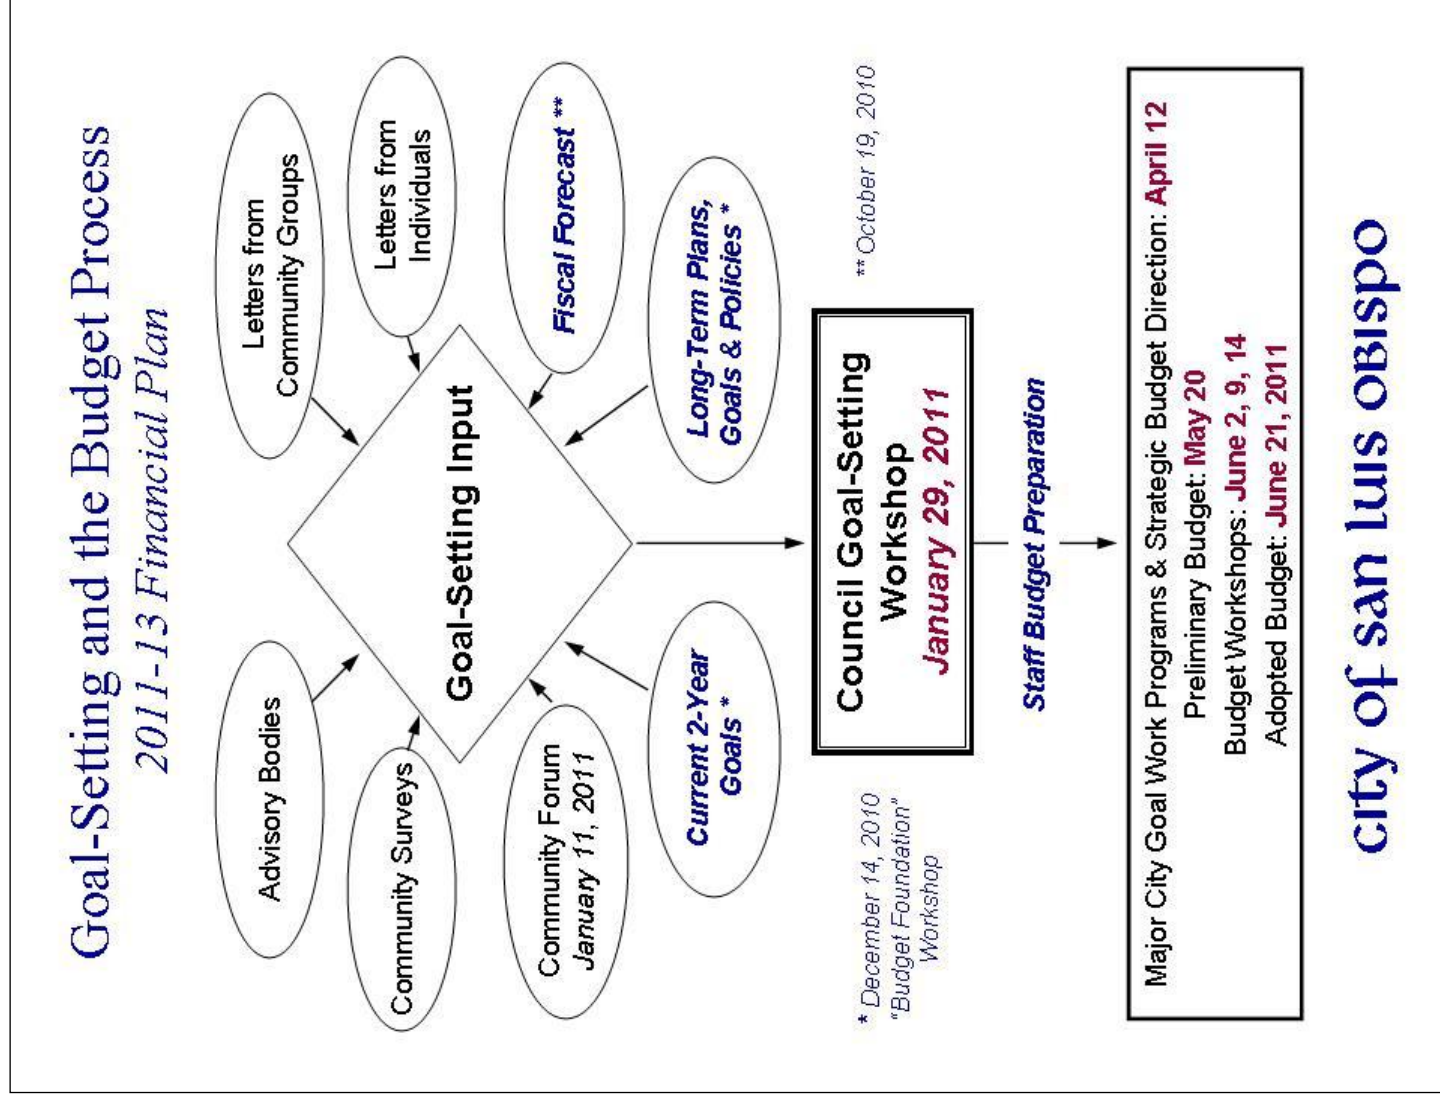 Goal-Setting and the Budget Process
2011-13 Financial Plan
Advisory Bodies
Letters from
Community Groups
Community Surveys
Letters from
Individuals
Goal-Setting Input
Community Forum
January 11, 2011
Fiscal Forecast **
Current 2-Year
Goals *
Long-Term Plans,
Goals & Policies *
Council Goal-Setting
Workshop
January 29, 2011
* December 14, 2010
“Budget Foundation”
Workshop
** October 19, 2010
Staff Budget Preparation
Major City Goal Work Programs & Strategic Budget Direction: April 12
Preliminary Budget: May 20
Budget Workshops: June 2, 9, 14
Adopted Budget: June 21, 2011
city of san luis obispo